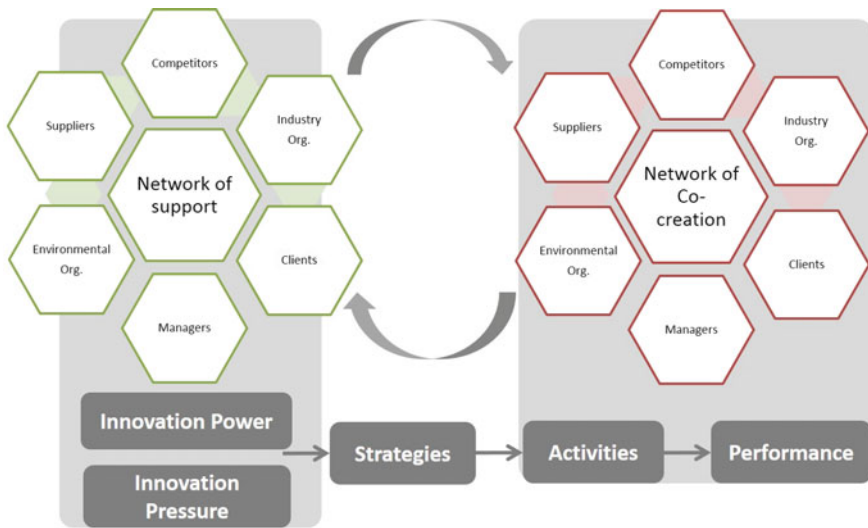 Competitors
Suppliers
Industry
Org.
Network of
support
Environmental
Org.
Clients
Managers
Competitors
Suppliers
Industry
Org.
Network of
Co-
creation
Environmental
Org.
Clients
Managers
Innovation Power
Innovation
Pressure
Strategies
Activities
Performance